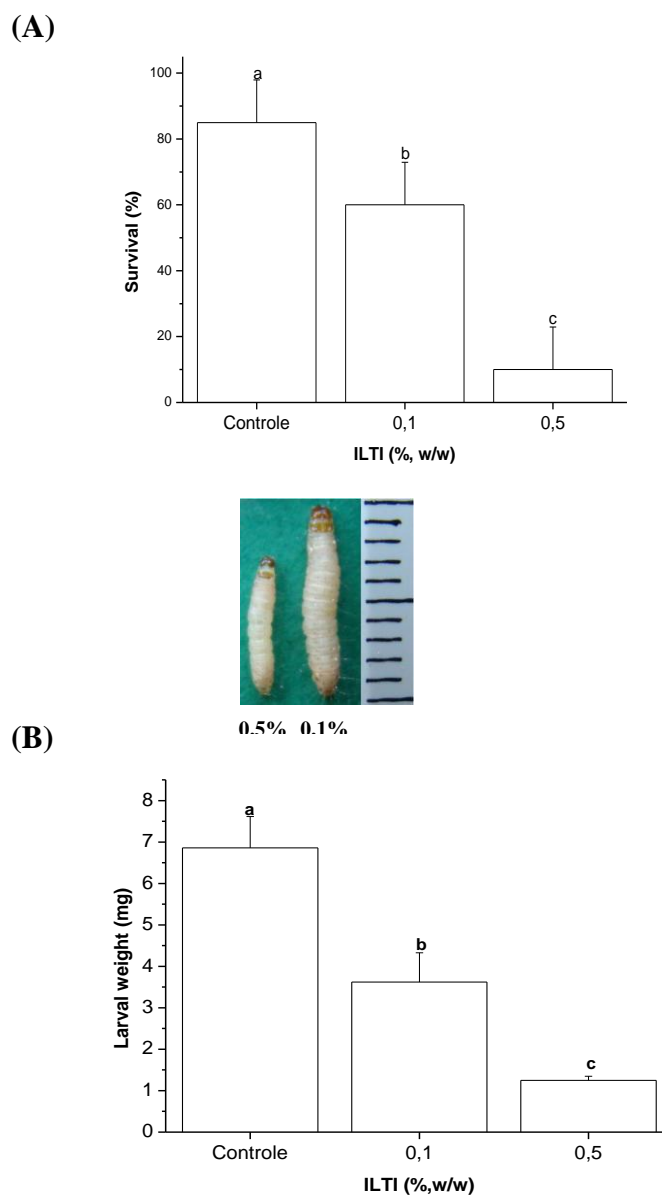 (A)
100
80
60
40
20
0
Survival (%)
a
b
c
Controle 0,1 0,5
ILTI (%, w/w)
0.5% 0.1%
(B)
8
7
6
5
4
3
2
1
0
Larval weight (mg)
a
b
c
Controle 0,1 0,5
ILTI (%,w/w)